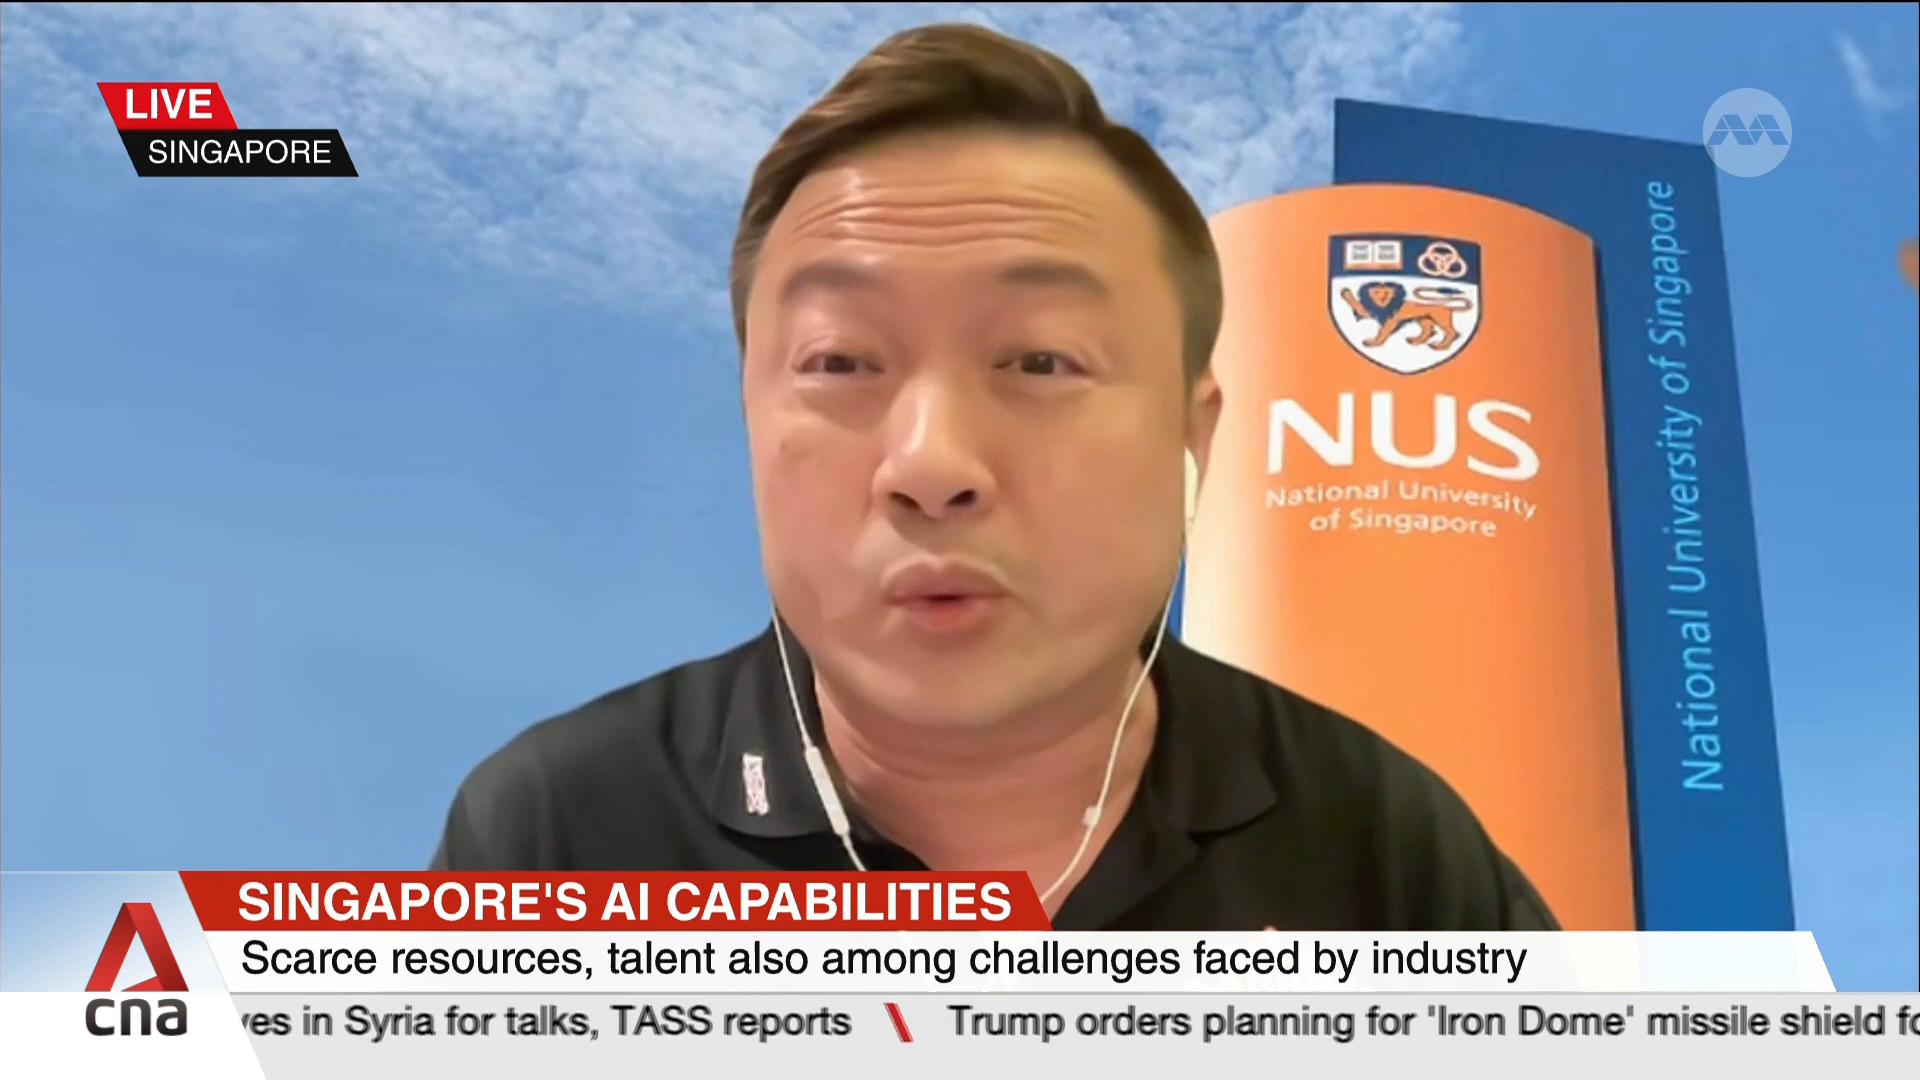 LIVE
SINGAPORE
NUS
National University
of Singapore
National University of Singapore
SINGAPORE'S AI CAPABILITIES
Scarce resources, talent also among challenges faced by industry
cna
es in Syria for talks, TASS reports
Trump orders planning for 'Iron Dome' missile shield fo